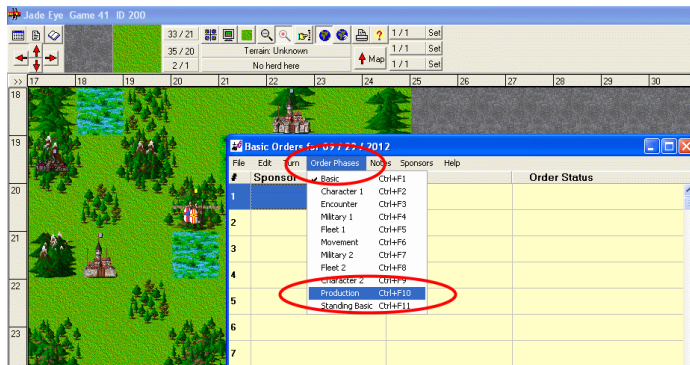 Jade Eye Game 41 ID 200
33 / 21
1 / 1 Set
35 / 20 Terrain: Unknown Map 1 / 1 Set
2 / 1 No herd here 1 / 1 Set
>> 17 18 19 20 21 22 23 24 25 26 27 28 29 30
18
19
20
21
22
23
Basic Orders for 09 / 29 / 2012
File Edit Turn Order Phases Notes Sponsors Help
# Sponsor Order Status
Basic Ctrl+F1
Character 1 Ctrl+F2
Encounter Ctrl+F3
Military 1 Ctrl+F4
Fleet 1 Ctrl+F5
Movement Ctrl+F6
Military 2 Ctrl+F7
Fleet 2 Ctrl+F8
Character 2 Ctrl+F9
Production Ctrl+F10
Standing Basic Ctrl+F11
1
2
3
4
5
6
7